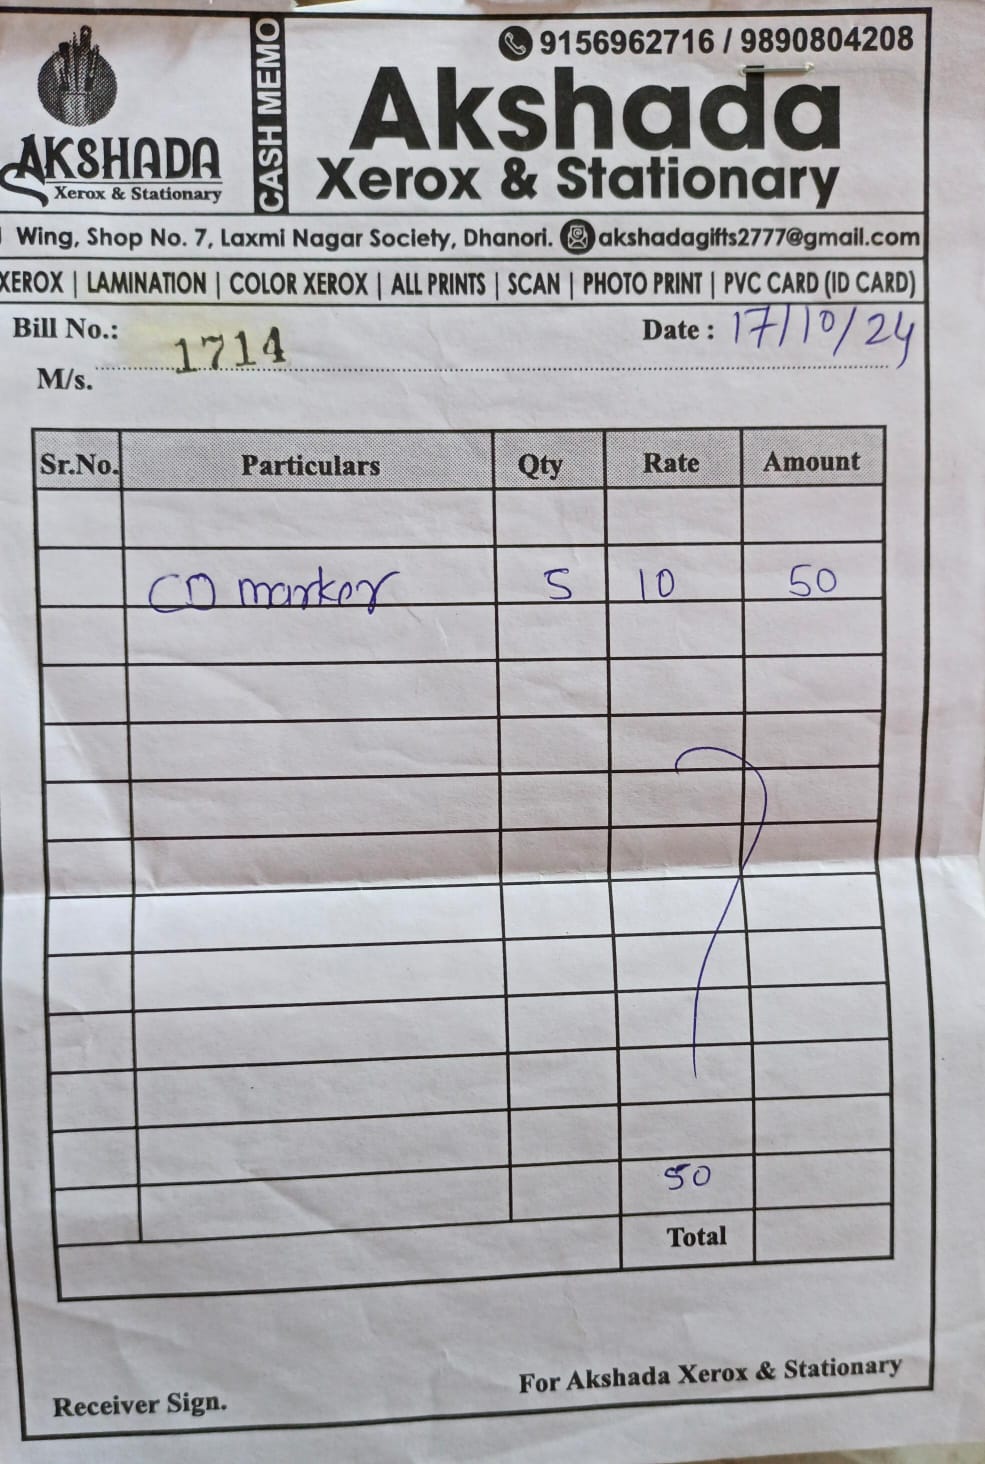 9156962716 / 9890804208
AKSHADA
Xerox & Stationary
CASH MEMO
Akshada
Xerox & Stationary
Wing, Shop No. 7, Laxmi Nagar Society, Dhanori. akshadagifts2777@gmail.com
XEROX | LAMINATION | COLOR XEROX | ALL PRINTS | SCAN | PHOTO PRINT | PVC CARD (ID CARD)
Bill No.: 1714 Date : 17/10/24
M/s.
Sr.No. Particulars Qty Rate Amount
CD marker 5 10 50
50
Total
For Akshada Xerox & Stationary
Receiver Sign.